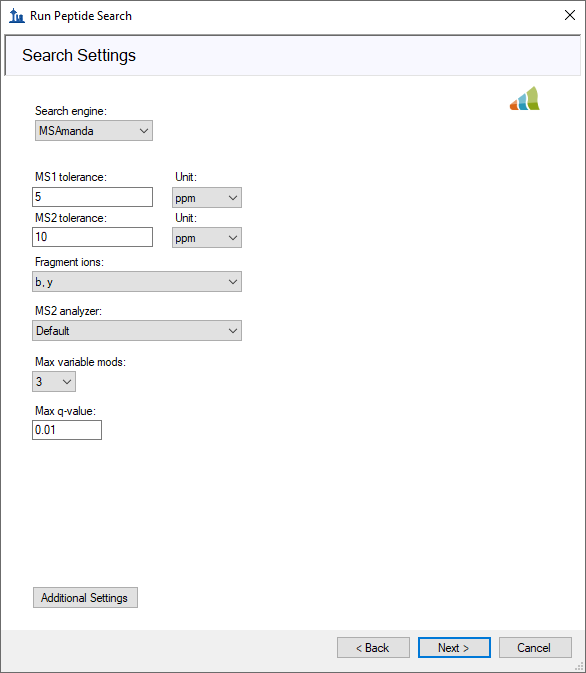 Run Peptide Search
Search Settings
Search engine:
MSAmanda
MS1 tolerance: Unit:
5 ppm
MS2 tolerance: Unit:
10 ppm
Fragment ions:
b, y
MS2 analyzer:
Default
Max variable mods:
3
Max q-value:
0.01
Additional Settings
< Back Next > Cancel